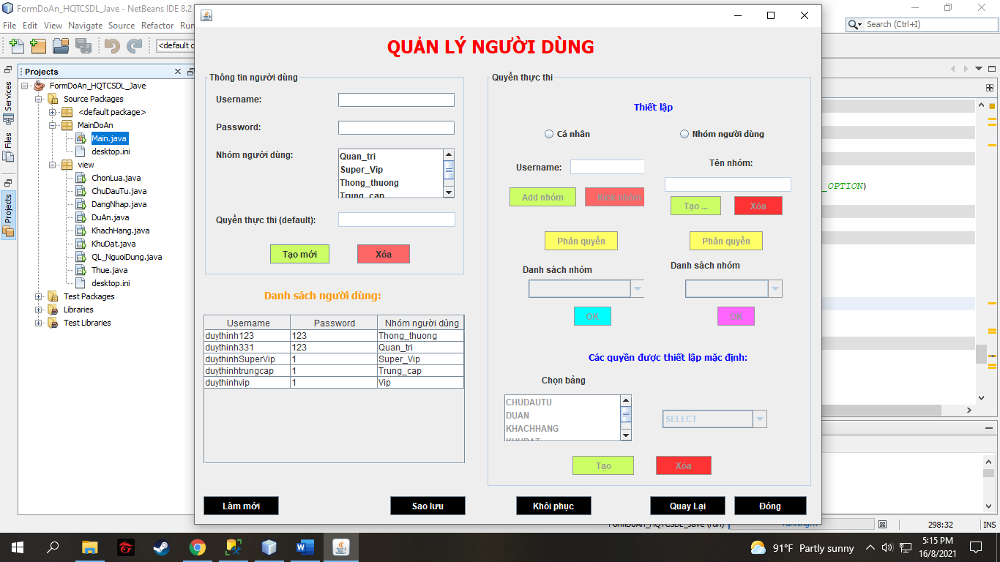 FormDoAn_HQTCSDL_Jave - NetBeans IDE 8.2
File Edit View Navigate Source Refactor Run
Search (Ctrl+I)
<default c
Services
Files
Projects
Projects
FormDoAn_HQTCSDL_Jave
Source Packages
<default package>
MainDoAn
Main.java
desktop.ini
view
ChonLua.java
ChuDauTu.java
DangNhap.java
DuAn.java
KhachHang.java
KhuDat.java
QL_NguoiDung.java
Thue.java
desktop.ini
Test Packages
Libraries
Test Libraries
QUẢN LÝ NGƯỜI DÙNG
Thông tin người dùng
Username:
Password:
Nhóm người dùng:
Quan_tri
Super_Vip
Thong_thuong
Trung_cap
Quyền thực thi (default):
Tạo mới
Xóa
Danh sách người dùng:
Username Password Nhóm người dùng
duythinh123 123 Thong_thuong
duythinh331 123 Quan_tri
duythinhSuperVip 1 Super_Vip
duythinhtrungcap 1 Trung_cap
duythinhvip 1 Vip
Quyền thực thi
Thiết lập
Cá nhân
Nhóm người dùng
Username:
Tên nhóm:
Add nhóm
Kick nhóm
Tạo ...
Xóa
Phân quyền
Phân quyền
Danh sách nhóm
Danh sách nhóm
OK
OK
Các quyền được thiết lập mặc định:
Chọn bảng
CHUDAUTU
DUAN
KHACHHANG
KHUDAT
SELECT
Tạo
Xóa
Làm mới
Sao lưu
Khôi phục
Quay Lại
Đóng
_OPTION)
FormDoAn_HQTCSDL_Jave (run)
running...
298:32
INS
91°F Partly sunny
5:15 PM
16/8/2021